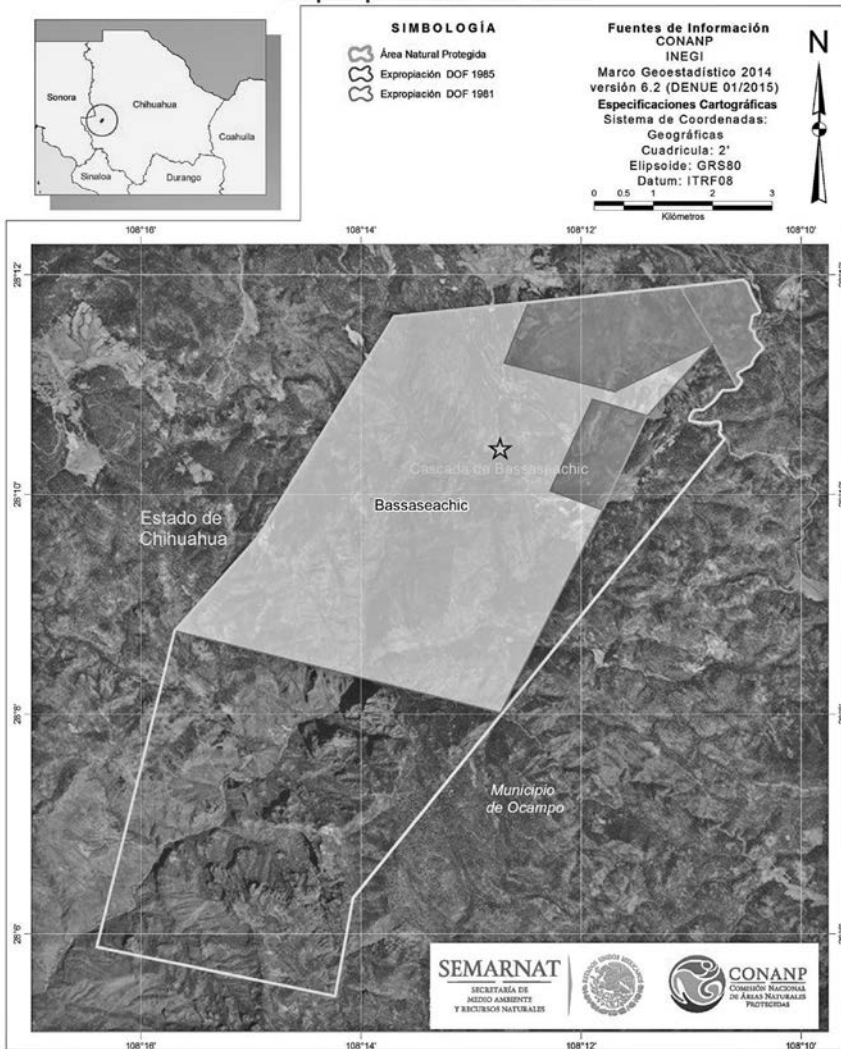 SIMBOLOGÍA
Área Natural Protegida
Expropiación DOF 1985
Expropiación DOF 1981
Fuentes de Información
CONANP
INEGI
Marco Geoestadístico 2014
versión 6.2 (DENUE 01/2015)
Especificaciones Cartográficas
Sistema de Coordenadas:
Geográficas
Cuadricula: 2'
Elipsoide: GRS80
Datum: ITRF08
0 0.5 1 2 3
Kilómetros
N
Sonora
Chihuahua
Coahuila
Sinaloa
Durango
108°16' 108°14' 108°12' 108°10'
28°12'
Cascada de Bassaseachic
28°10'
Bassaseachic
Estado de
Chihuahua
28°8'
Municipio
de Ocampo
28°6'
SEMARNAT
SECRETARÍA DE
MEDIO AMBIENTE
Y RECURSOS NATURALES
ESTADOS UNIDOS MEXICANOS
CONANP
COMISIÓN NACIONAL
DE ÁREAS NATURALES
PROTEGIDAS
108°16' 108°14' 108°12' 108°10'